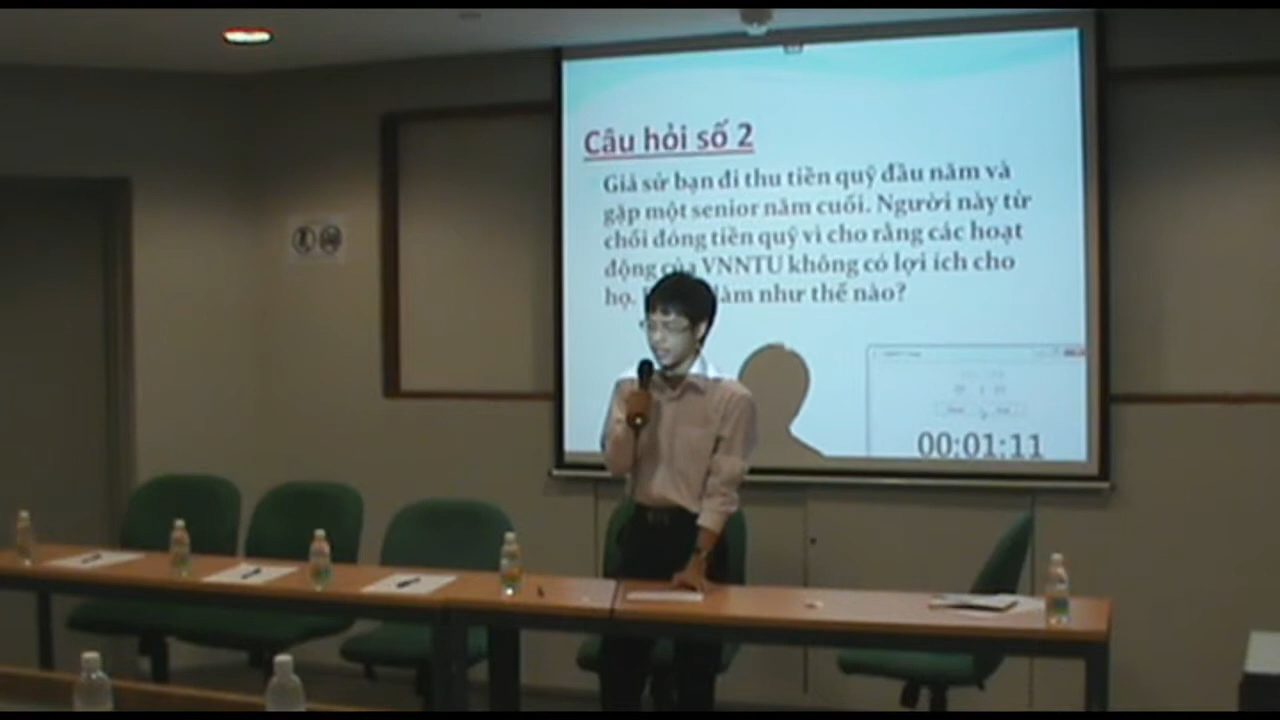 Câu hỏi số 2
Giả sử bạn đi thu tiền quỹ đầu năm và
gặp một senior năm cuối. Người này từ
chối đóng tiền quỹ vì cho rằng các hoạt
động của VNNTU không có lợi ích cho
họ. làm như thế nào?
00:01:11